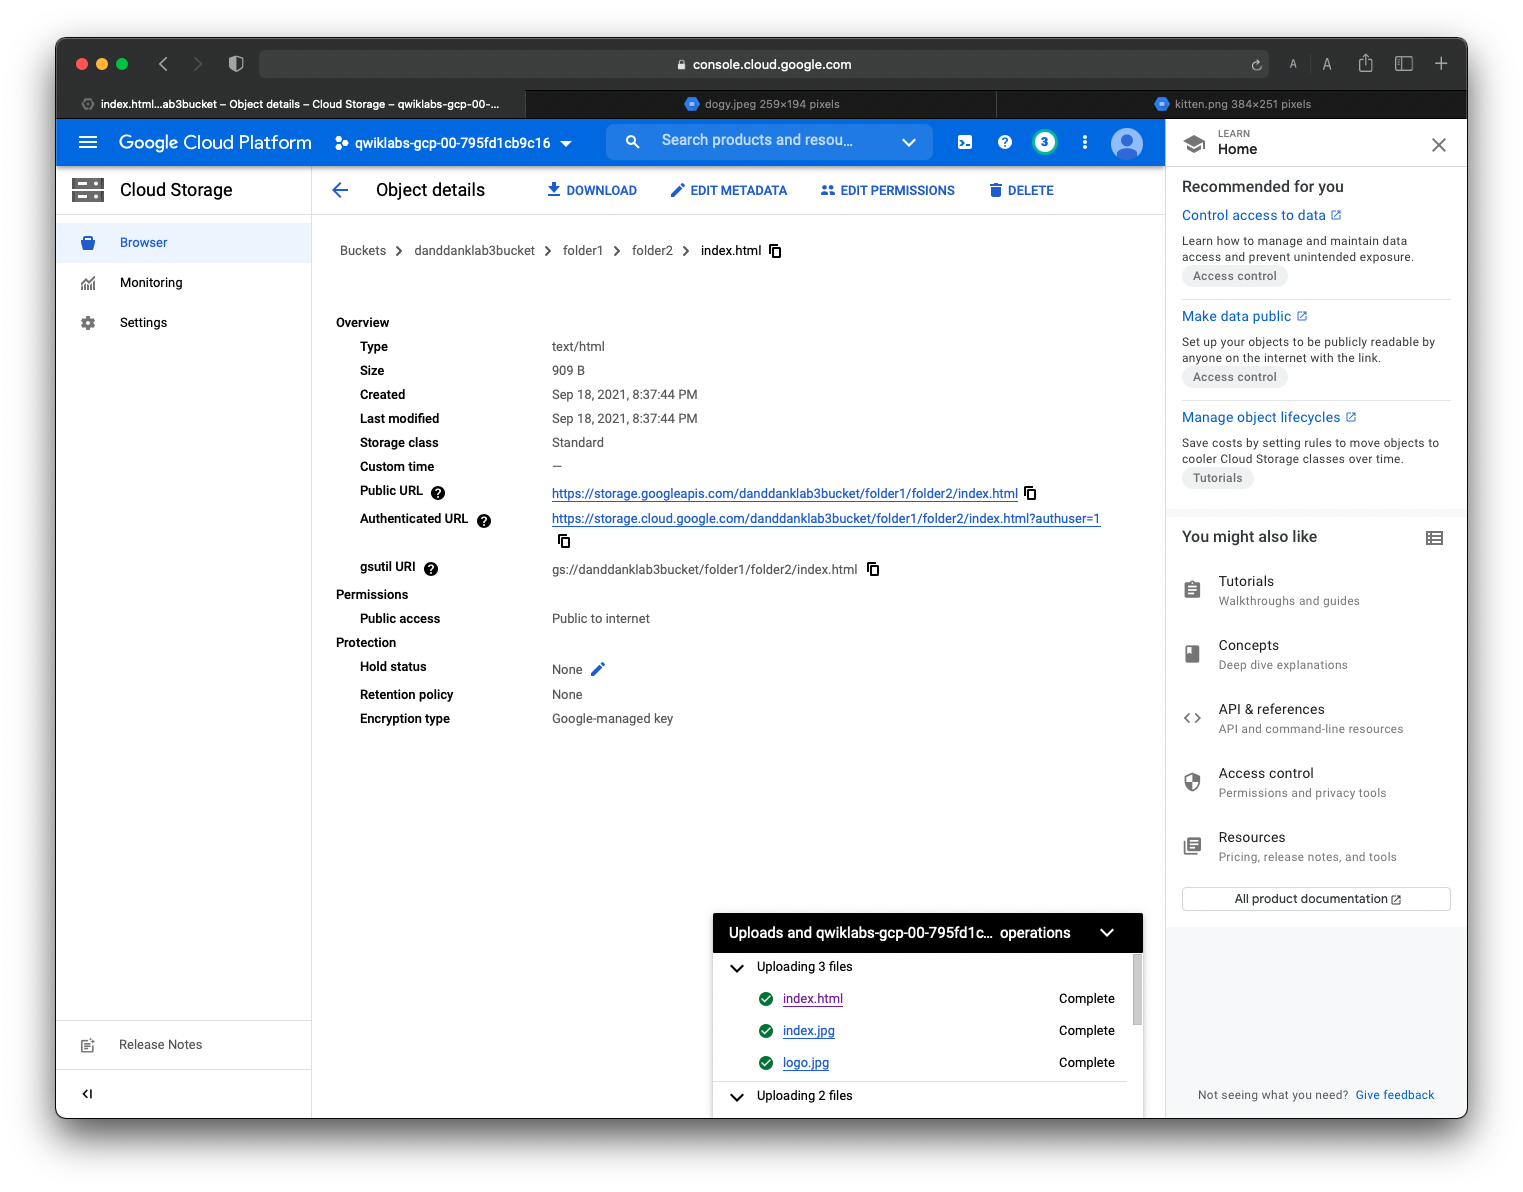 console.cloud.google.com
A
A
index.html...ab3bucket – Object details – Cloud Storage – qwiklabs-gcp-00-...
dogy.jpeg 259×194 pixels
kitten.png 384×251 pixels
Google Cloud Platform
qwiklabs-gcp-00-795fd1cb9c16
Search products and resou...
3
LEARN
Home
Cloud Storage
Object details
DOWNLOAD
EDIT METADATA
EDIT PERMISSIONS
DELETE
Browser
Monitoring
Settings
Release Notes
Buckets
danddanklab3bucket
folder1
folder2
index.html
Overview
Type text/html
Size 909 B
Created Sep 18, 2021, 8:37:44 PM
Last modified Sep 18, 2021, 8:37:44 PM
Storage class Standard
Custom time —
Public URL https://storage.googleapis.com/danddanklab3bucket/folder1/folder2/index.html
Authenticated URL https://storage.cloud.google.com/danddanklab3bucket/folder1/folder2/index.html?authuser=1
gsutil URI gs://danddanklab3bucket/folder1/folder2/index.html
Permissions
Public access Public to internet
Protection
Hold status None
Retention policy None
Encryption type Google-managed key
Uploads and qwiklabs-gcp-00-795fd1c... operations
Uploading 3 files
index.html Complete
index.jpg Complete
logo.jpg Complete
Uploading 2 files
Recommended for you
Control access to data
Learn how to manage and maintain data
access and prevent unintended exposure.
Access control
Make data public
Set up your objects to be publicly readable by
anyone on the internet with the link.
Access control
Manage object lifecycles
Save costs by setting rules to move objects to
cooler Cloud Storage classes over time.
Tutorials
You might also like
Tutorials
Walkthroughs and guides
Concepts
Deep dive explanations
API & references
API and command-line resources
Access control
Permissions and privacy tools
Resources
Pricing, release notes, and tools
All product documentation
Not seeing what you need? Give feedback